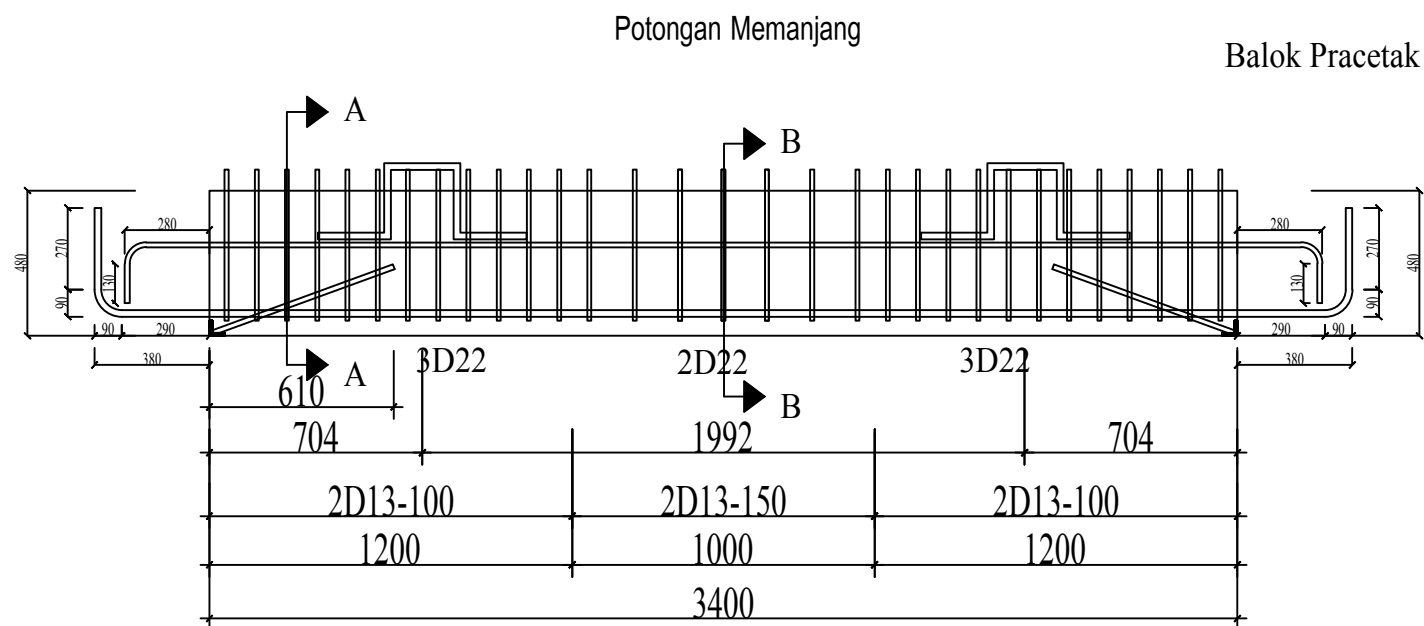 Potongan Memanjang
Balok Pracetak
A
B
280
280
480
270
130
90
130
270
90
480
90 290
290 90
380
380
3D22 2D22 3D22
A
B
610
704 1992 704
2D13-100 2D13-150 2D13-100
1200 1000 1200
3400